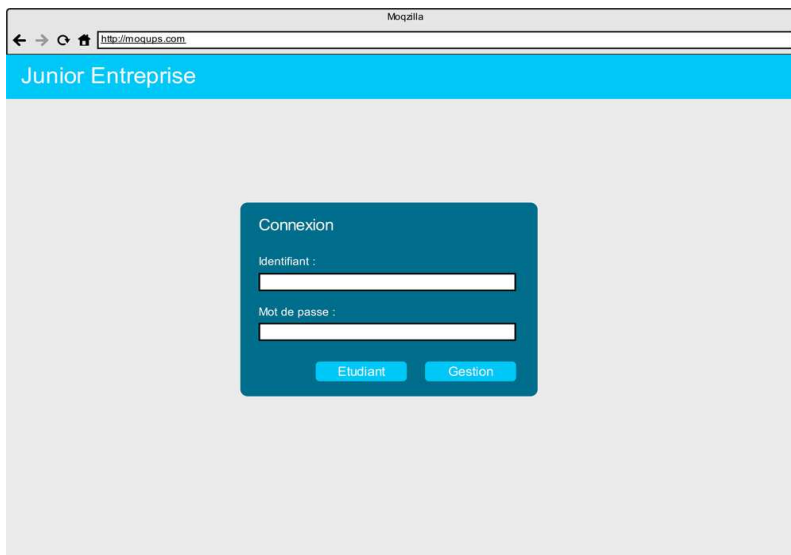 Moqzilla
http://moqups.com
Junior Entreprise
Connexion
Identifiant :
Mot de passe :
Etudiant Gestion